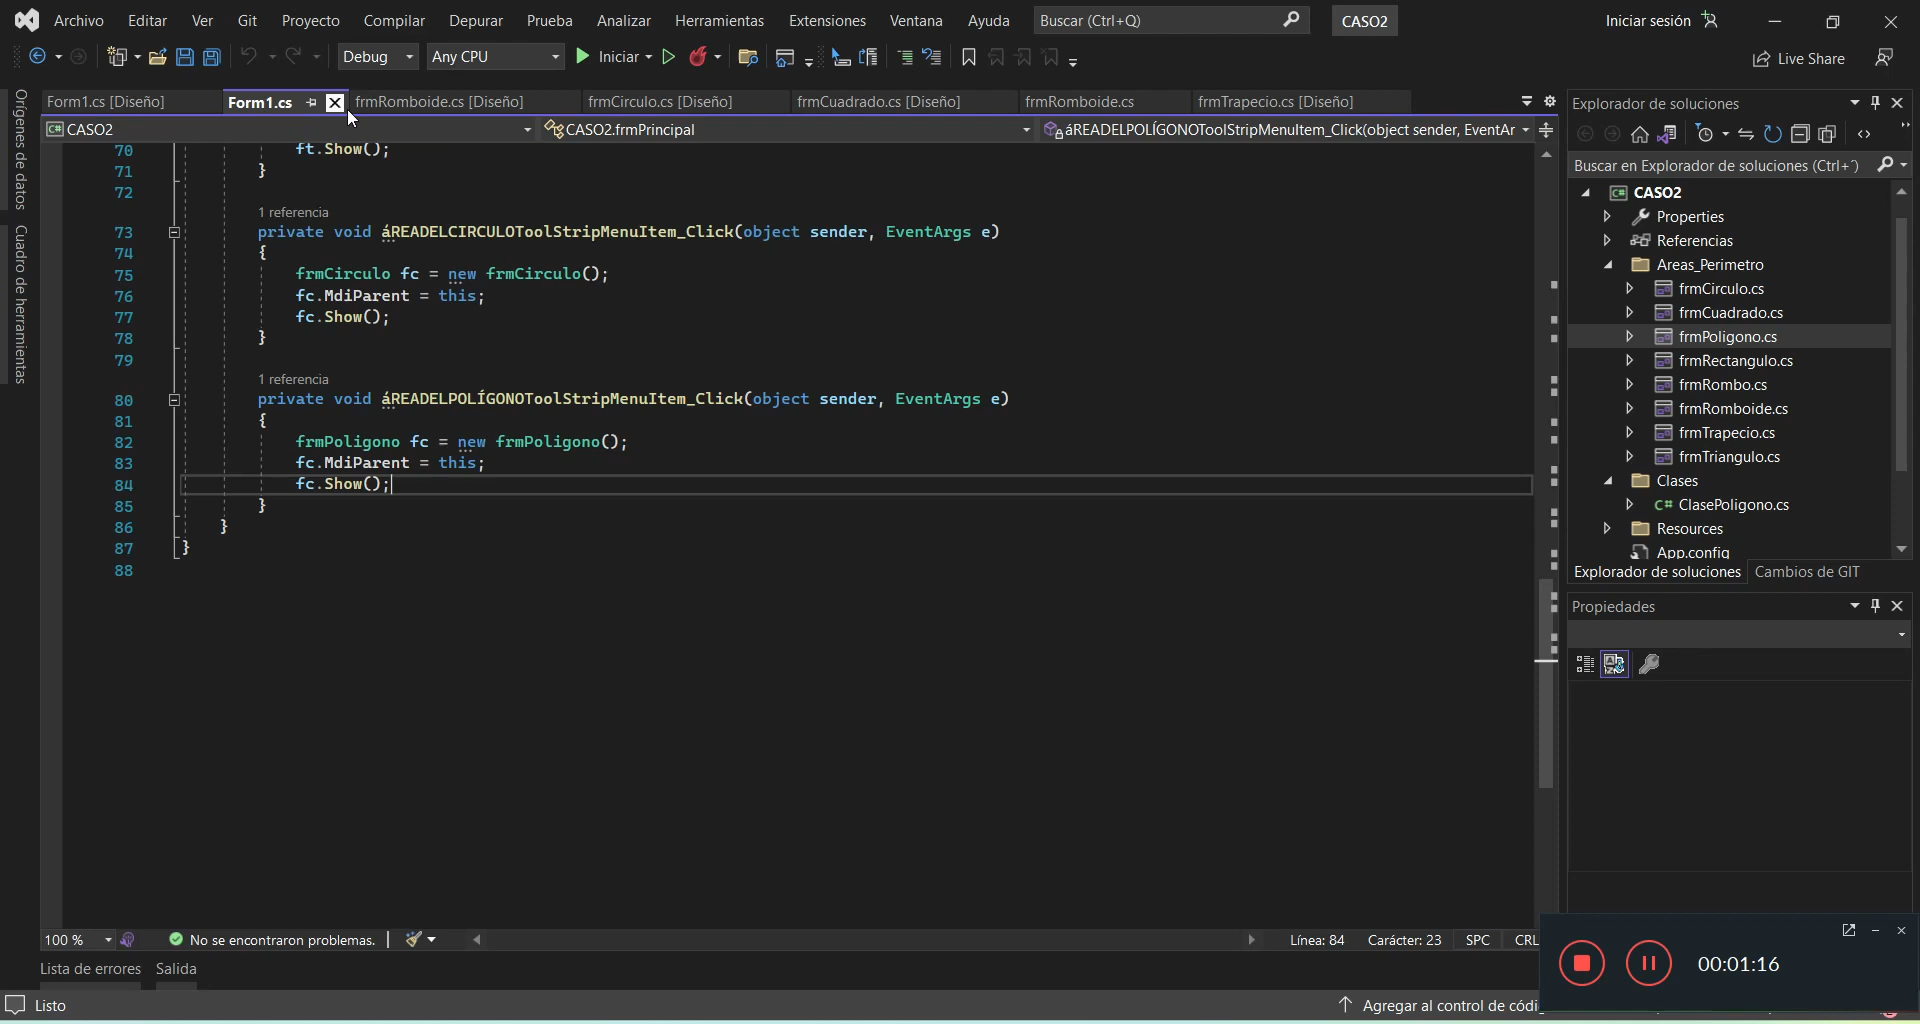 Archivo Editar Ver Git Proyecto Compilar Depurar Prueba Analizar Herramientas Extensiones Ventana Ayuda Buscar (Ctrl+Q) CASO2 Iniciar sesión
Debug Any CPU Iniciar Live Share
Form1.cs [Diseño] Form1.cs frmRomboide.cs [Diseño] frmCirculo.cs [Diseño] frmCuadrado.cs [Diseño] frmRomboide.cs frmTrapecio.cs [Diseño]
C# CASO2 CASO2.frmPrincipal áREADELPOLÍGONOToolStripMenuItem_Click(object sender, EventAr
Orígenes de datos
Cuadro de herramientas
70 ft.Show();
71 }
72
1 referencia
73 private void áREADELCIRCULOToolStripMenuItem_Click(object sender, EventArgs e)
74 {
75 frmCirculo fc = new frmCirculo();
76 fc.MdiParent = this;
77 fc.Show();
78 }
79
1 referencia
80 private void áREADELPOLÍGONOToolStripMenuItem_Click(object sender, EventArgs e)
81 {
82 frmPoligono fc = new frmPoligono();
83 fc.MdiParent = this;
84 fc.Show();
85 }
86 }
87 }
88
100 % No se encontraron problemas. Línea: 84 Carácter: 23 SPC CRL
Lista de errores Salida
Listo Agregar al control de códi
Explorador de soluciones
Buscar en Explorador de soluciones (Ctrl+´)
C# CASO2
Properties
Referencias
Areas_Perimetro
frmCirculo.cs
frmCuadrado.cs
frmPoligono.cs
frmRectangulo.cs
frmRombo.cs
frmRomboide.cs
frmTrapecio.cs
frmTriangulo.cs
Clases
C# ClasePoligono.cs
Resources
App.config
Explorador de soluciones Cambios de GIT
Propiedades
00:01:16